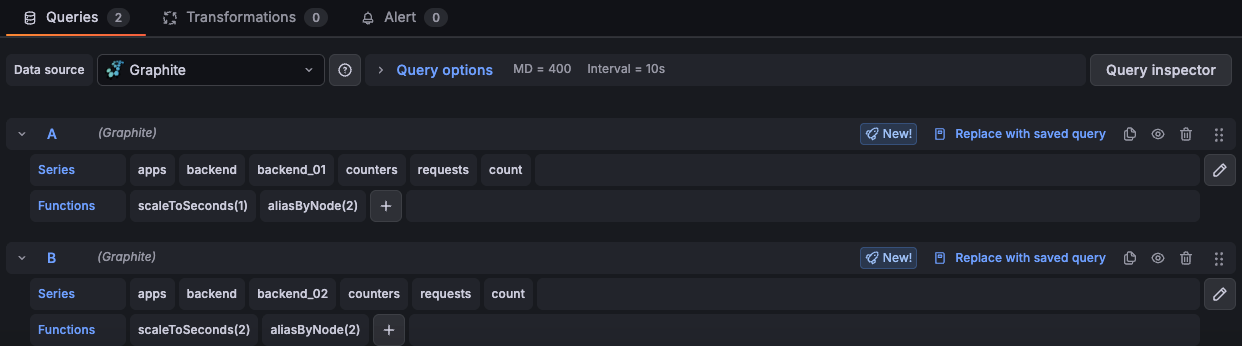 Queries 2 Transformations 0 Alert 0
Data source Graphite Query options MD = 400 Interval = 10s Query inspector
A (Graphite) New! Replace with saved query
Series apps backend backend_01 counters requests count
Functions scaleToSeconds(1) aliasByNode(2) +
B (Graphite) New! Replace with saved query
Series apps backend backend_02 counters requests count
Functions scaleToSeconds(2) aliasByNode(2) +